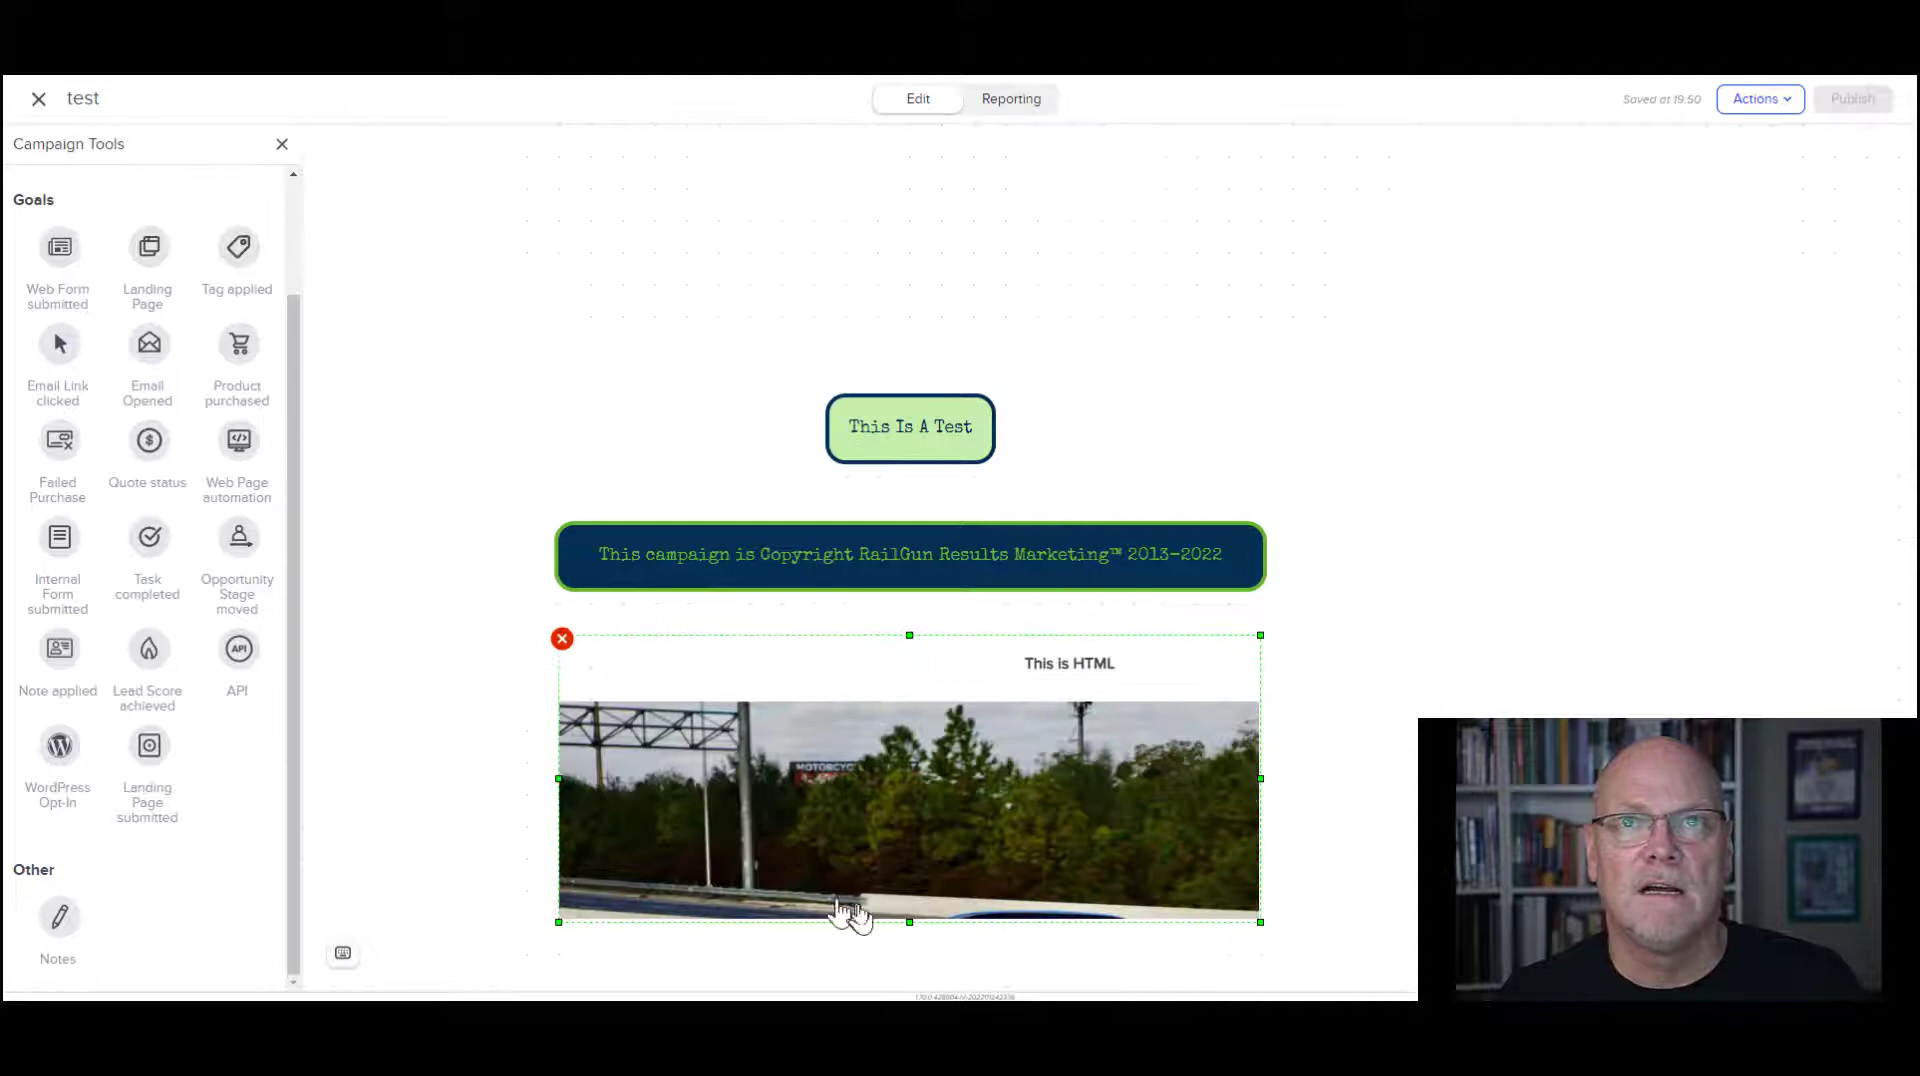 test
Edit
Reporting
Saved at 19:50
Actions
Publish
Campaign Tools
Goals
Web Form submitted
Landing Page
Tag applied
Email Link clicked
Email Opened
Product purchased
Failed Purchase
Quote status
Web Page automation
Internal Form submitted
Task completed
Opportunity Stage moved
Note applied
Lead Score achieved
API
API
WordPress Opt-In
Landing Page submitted
Other
Notes
This Is A Test
This campaign is Copyright RailGun Results Marketing™ 2013-2022
This is HTML
MOTORCYC